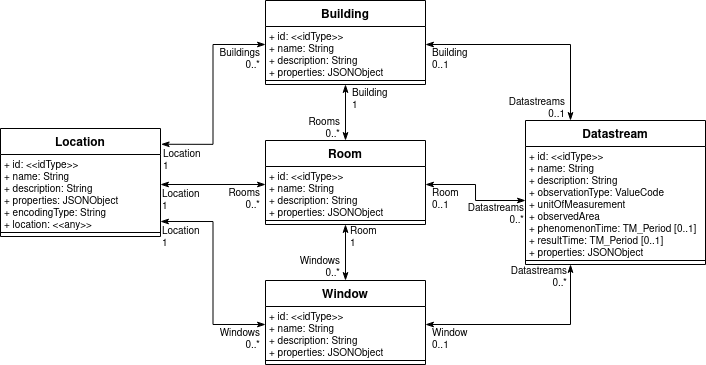 Building
+ id: <<idType>>
+ name: String
+ description: String
+ properties: JSONObject
Buildings
0..*
Building
0..1
Building
1
Rooms
0..*
Datastreams
0..1
Location
+ id: <<idType>>
+ name: String
+ description: String
+ properties: JSONObject
+ encodingType: String
+ location: <<any>>
Location
1
Location
1
Location
1
Rooms
0..*
Room
+ id: <<idType>>
+ name: String
+ description: String
+ properties: JSONObject
Room
0..1
Datastreams
0..*
Datastream
+ id: <<idType>>
+ name: String
+ description: String
+ observationType: ValueCode
+ unitOfMeasurement
+ observedArea
+ phenomenonTime: TM_Period [0..1]
+ resultTime: TM_Period [0..1]
+ properties: JSONObject
Room
1
Windows
0..*
Datastreams
0..*
Window
+ id: <<idType>>
+ name: String
+ description: String
+ properties: JSONObject
Windows
0..*
Window
0..1